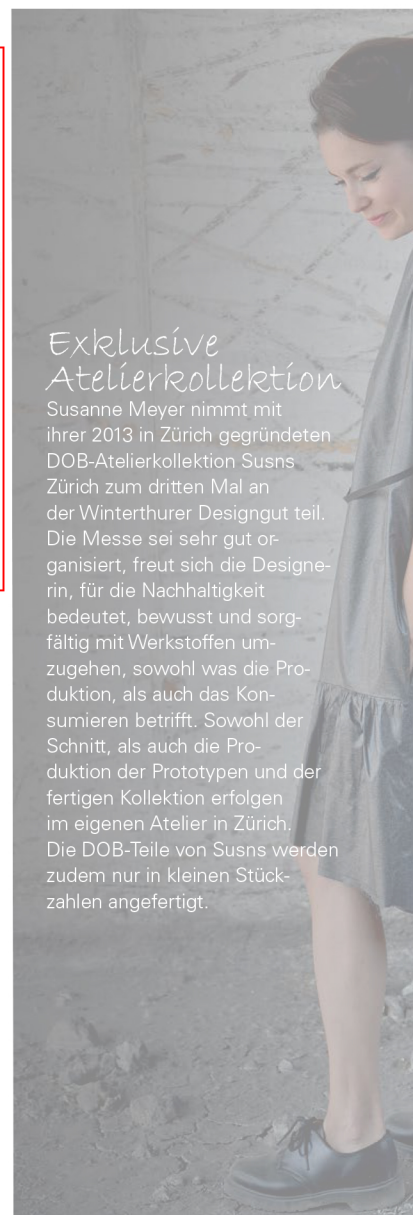 Exklusive
Atelierkollektion
Susanne Meyer nimmt mit
ihrer 2013 in Zürich gegründeten
DOB-Atelierkollektion Susns
Zürich zum dritten Mal an
der Winterthurer Designgut teil.
Die Messe sei sehr gut or-
ganisiert, freut sich die Designe-
rin, für die Nachhaltigkeit
bedeutet, bewusst und sorg-
fältig mit Werkstoffen um-
zugehen, sowohl was die Pro-
duktion, als auch das Kon-
sumieren betrifft. Sowohl der
Schnitt, als auch die Pro-
duktion der Prototypen und der
fertigen Kollektion erfolgen
im eigenen Atelier in Zürich.
Die DOB-Teile von Susns werden
zudem nur in kleinen Stück-
zahlen angefertigt.